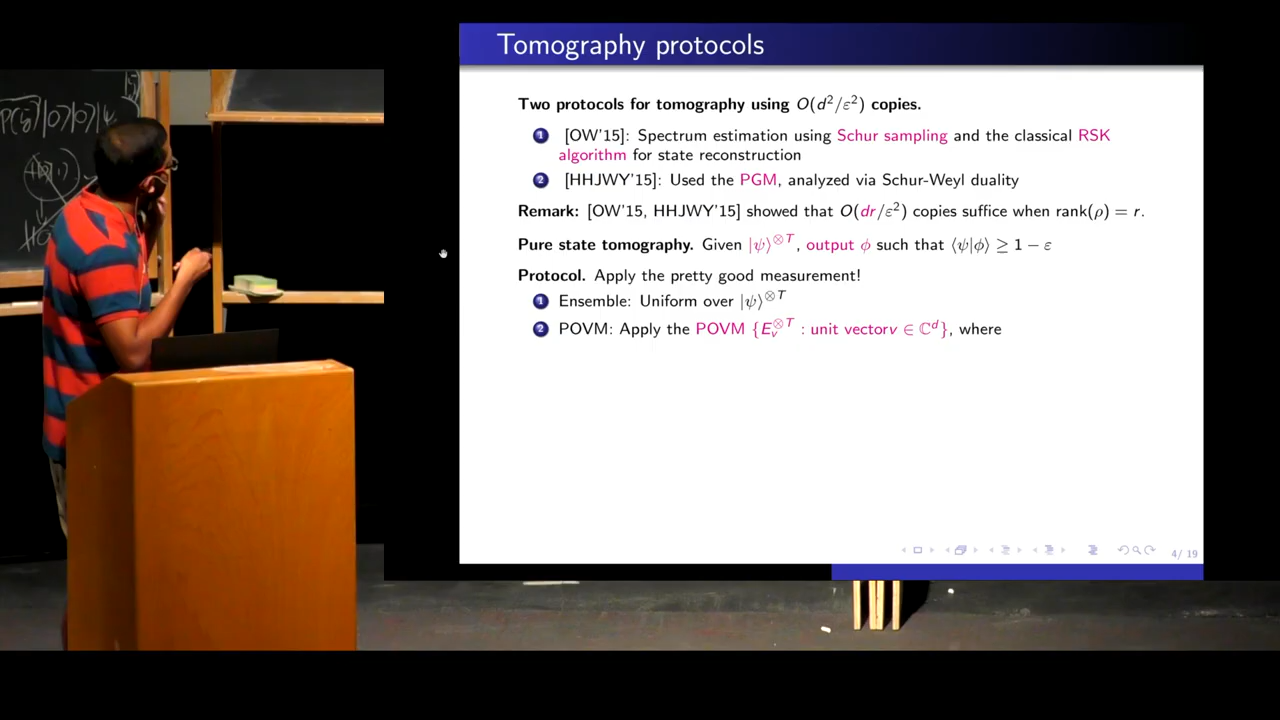 Tomography protocols
Two protocols for tomography using O(d²/ε²) copies.
1 [OW'15]: Spectrum estimation using Schur sampling and the classical RSK
algorithm for state reconstruction
2 [HHJWY'15]: Used the PGM, analyzed via Schur-Weyl duality
Remark: [OW'15, HHJWY'15] showed that O(dr/ε²) copies suffice when rank(ρ) = r.
Pure state tomography. Given |ψ⟩^{⊗T}, output ϕ such that ⟨ψ|ϕ⟩ ≥ 1 − ε
Protocol. Apply the pretty good measurement!
1 Ensemble: Uniform over |ψ⟩^{⊗T}
2 POVM: Apply the POVM {E_v^{⊗T} : unit vectorv ∈ ℂ^d}, where
4/ 19